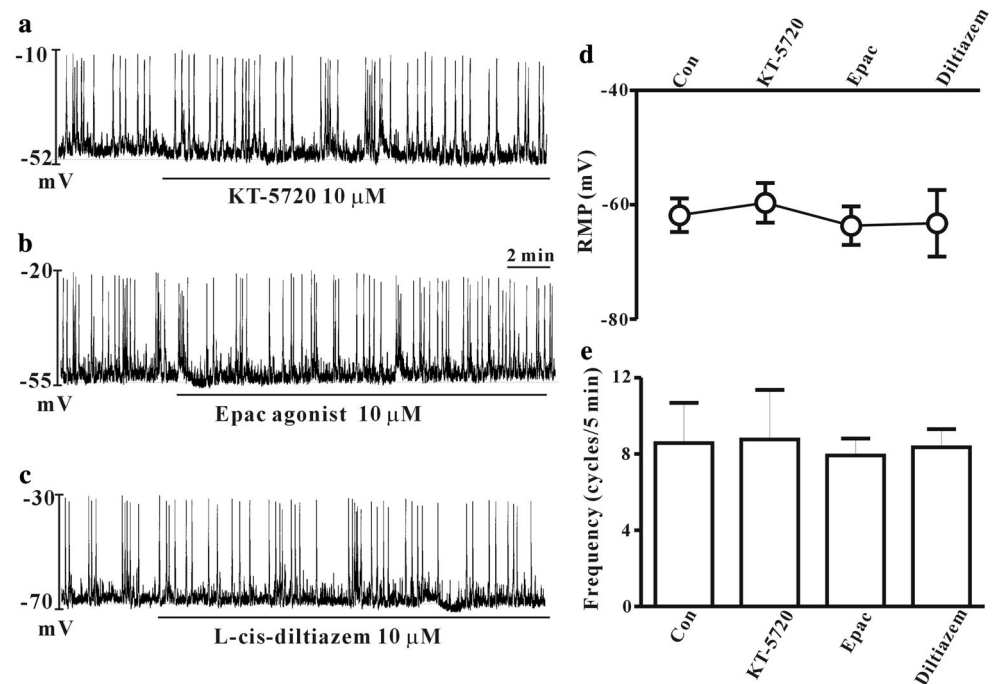 a
-10
-52
mV
KT-5720 10 μM
b
2 min
-20
-55
mV
Epac agonist 10 μM
c
-30
-70
mV
L-cis-diltiazem 10 μM
d
Con
KT-5720
Epac
Diltiazem
-40
-60
-80
RMP (mV)
e
12
8
4
0
Frequency (cycles/5 min)
Con
KT-5720
Epac
Diltiazem